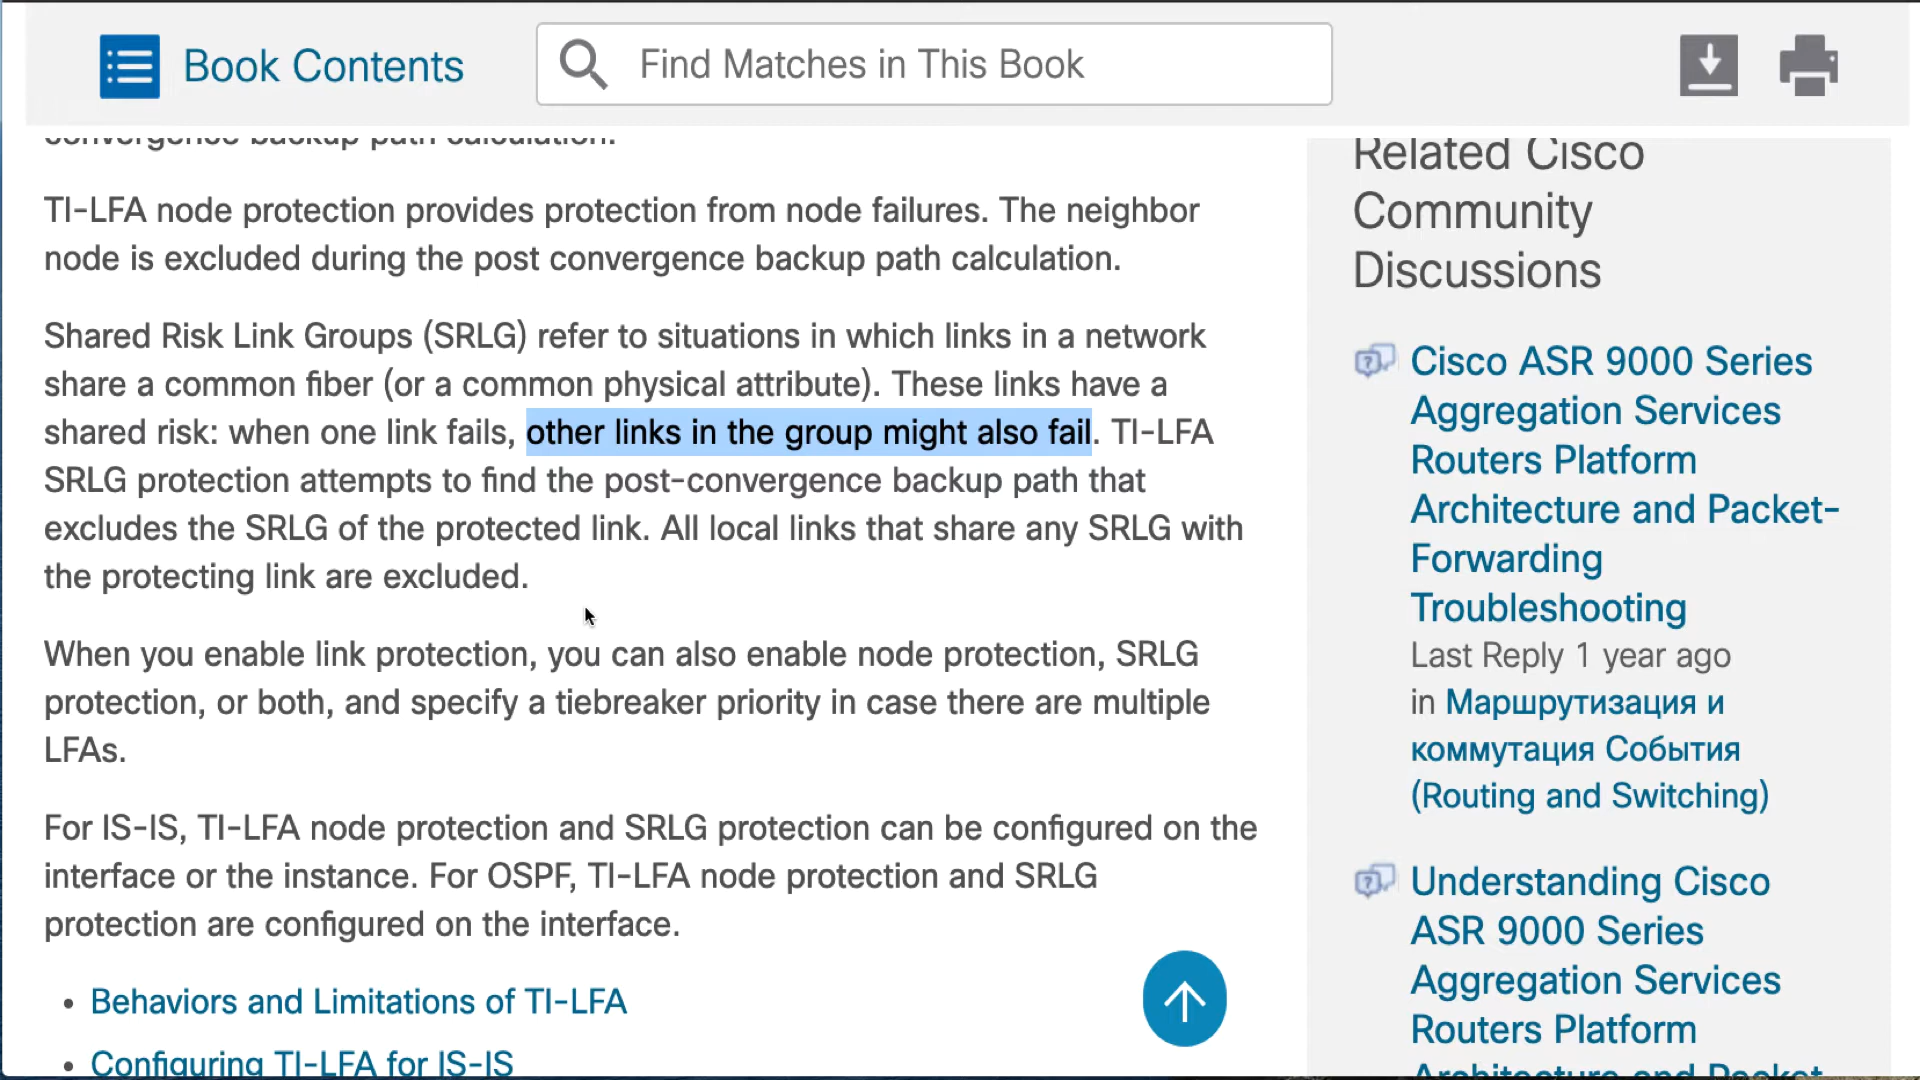 Book Contents
Find Matches in This Book
convergence backup path calculation.
TI-LFA node protection provides protection from node failures. The neighbor
node is excluded during the post convergence backup path calculation.
Shared Risk Link Groups (SRLG) refer to situations in which links in a network
share a common fiber (or a common physical attribute). These links have a
shared risk: when one link fails, other links in the group might also fail. TI-LFA
SRLG protection attempts to find the post-convergence backup path that
excludes the SRLG of the protected link. All local links that share any SRLG with
the protecting link are excluded.
When you enable link protection, you can also enable node protection, SRLG
protection, or both, and specify a tiebreaker priority in case there are multiple
LFAs.
For IS-IS, TI-LFA node protection and SRLG protection can be configured on the
interface or the instance. For OSPF, TI-LFA node protection and SRLG
protection are configured on the interface.
• Behaviors and Limitations of TI-LFA
• Configuring TI-LFA for IS-IS
Related Cisco
Community
Discussions
Cisco ASR 9000 Series
Aggregation Services
Routers Platform
Architecture and Packet-
Forwarding
Troubleshooting
Last Reply 1 year ago
in Маршрутизация и
коммутация События
(Routing and Switching)
Understanding Cisco
ASR 9000 Series
Aggregation Services
Routers Platform
Architecture and Packet-